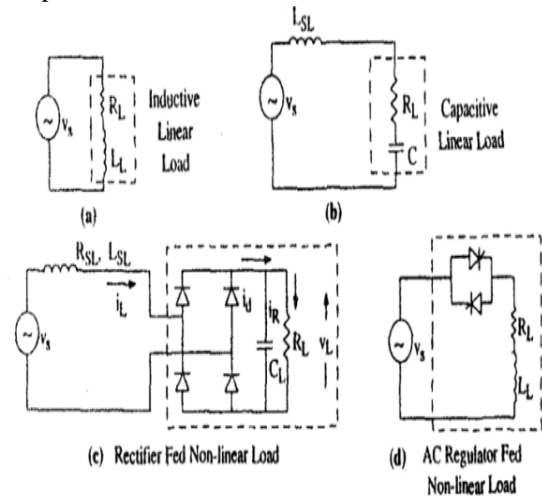 L_SL
R_L
L_L
v_s
~
Inductive
Linear
Load
(a)
v_s
~
R_L
C
Capacitive
Linear Load
(b)
R_SL, L_SL
i_L
v_s
~
i_d
i_R
C_L
R_L
v_L
(c) Rectifier Fed Non-linear Load
v_s
~
R_L
L_L
(d) AC Regulator Fed
Non-linear Load